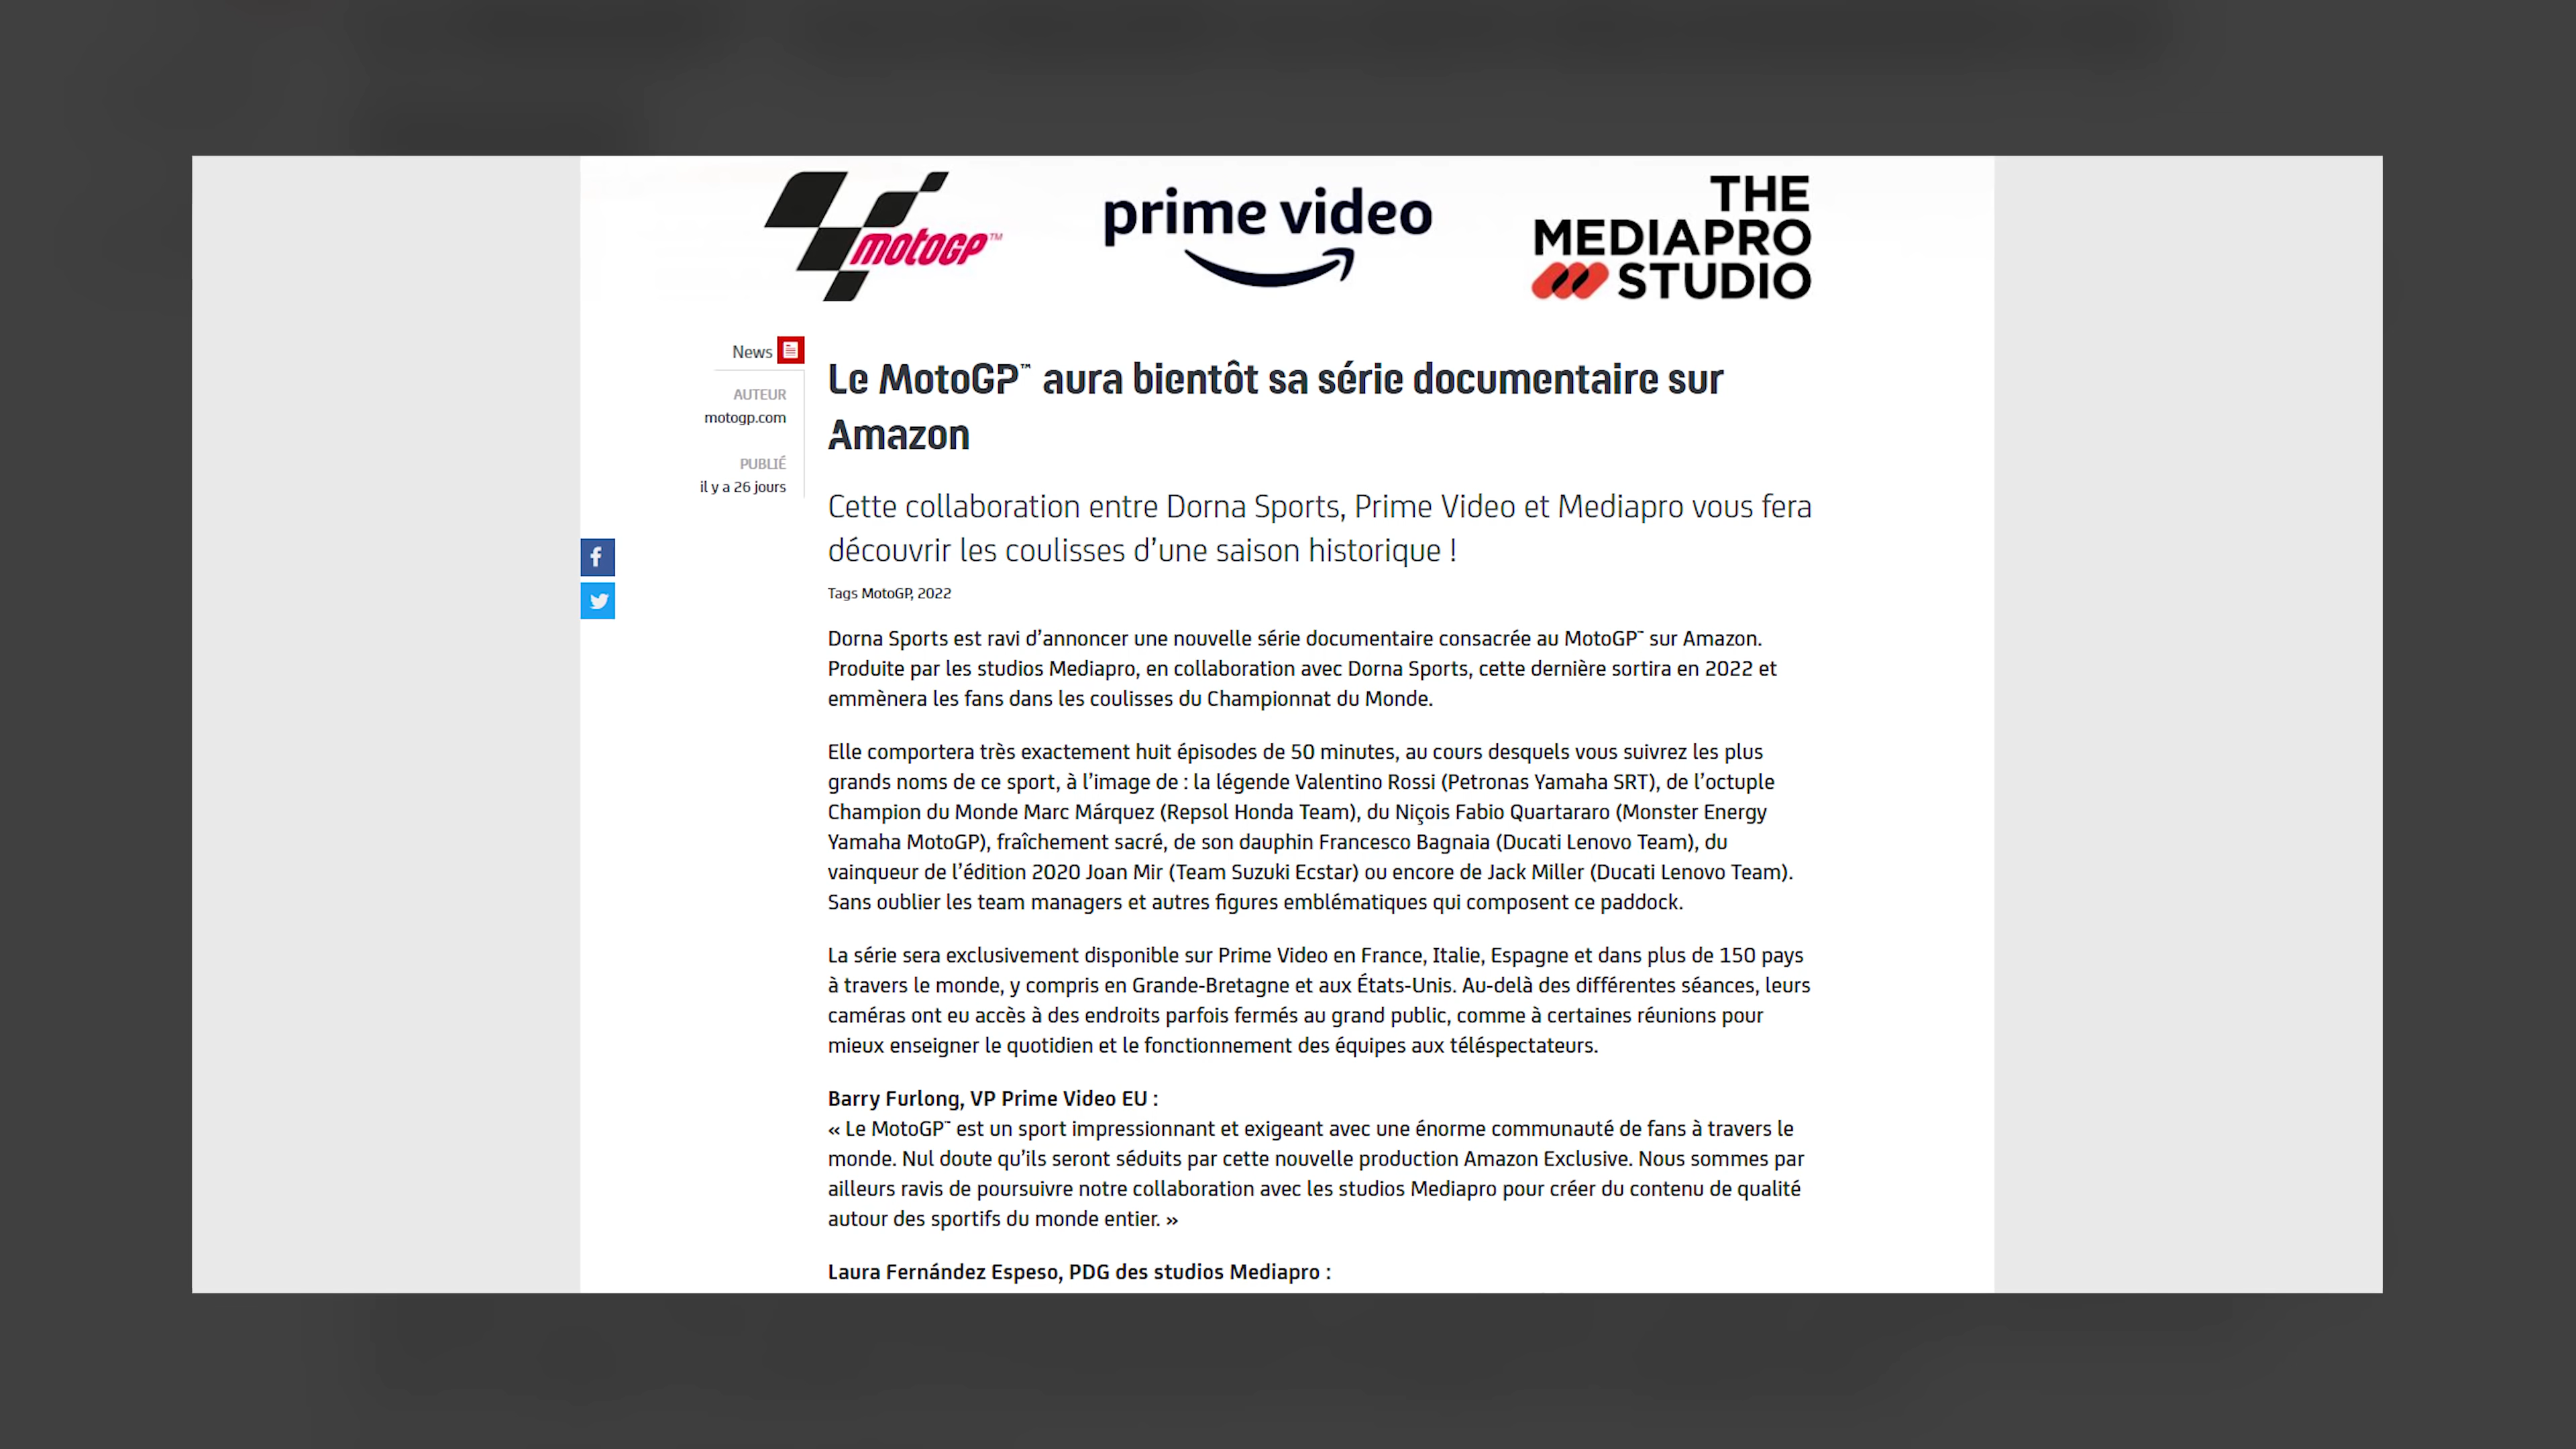 motoGP™
prime video
THE
MEDIAPRO
STUDIO
News
AUTEUR
motogp.com
PUBLIÉ
il y a 26 jours
Le MotoGP™ aura bientôt sa série documentaire sur
Amazon
Cette collaboration entre Dorna Sports, Prime Video et Mediapro vous fera
découvrir les coulisses d’une saison historique !
Tags MotoGP, 2022
Dorna Sports est ravi d’annoncer une nouvelle série documentaire consacrée au MotoGP™ sur Amazon.
Produite par les studios Mediapro, en collaboration avec Dorna Sports, cette dernière sortira en 2022 et
emmènera les fans dans les coulisses du Championnat du Monde.
Elle comportera très exactement huit épisodes de 50 minutes, au cours desquels vous suivrez les plus
grands noms de ce sport, à l’image de : la légende Valentino Rossi (Petronas Yamaha SRT), de l’octuple
Champion du Monde Marc Márquez (Repsol Honda Team), du Niçois Fabio Quartararo (Monster Energy
Yamaha MotoGP), fraîchement sacré, de son dauphin Francesco Bagnaia (Ducati Lenovo Team), du
vainqueur de l’édition 2020 Joan Mir (Team Suzuki Ecstar) ou encore de Jack Miller (Ducati Lenovo Team).
Sans oublier les team managers et autres figures emblématiques qui composent ce paddock.
La série sera exclusivement disponible sur Prime Video en France, Italie, Espagne et dans plus de 150 pays
à travers le monde, y compris en Grande-Bretagne et aux États-Unis. Au-delà des différentes séances, leurs
caméras ont eu accès à des endroits parfois fermés au grand public, comme à certaines réunions pour
mieux enseigner le quotidien et le fonctionnement des équipes aux téléspectateurs.
Barry Furlong, VP Prime Video EU :
« Le MotoGP™ est un sport impressionnant et exigeant avec une énorme communauté de fans à travers le
monde. Nul doute qu’ils seront séduits par cette nouvelle production Amazon Exclusive. Nous sommes par
ailleurs ravis de poursuivre notre collaboration avec les studios Mediapro pour créer du contenu de qualité
autour des sportifs du monde entier. »
Laura Fernández Espeso, PDG des studios Mediapro :